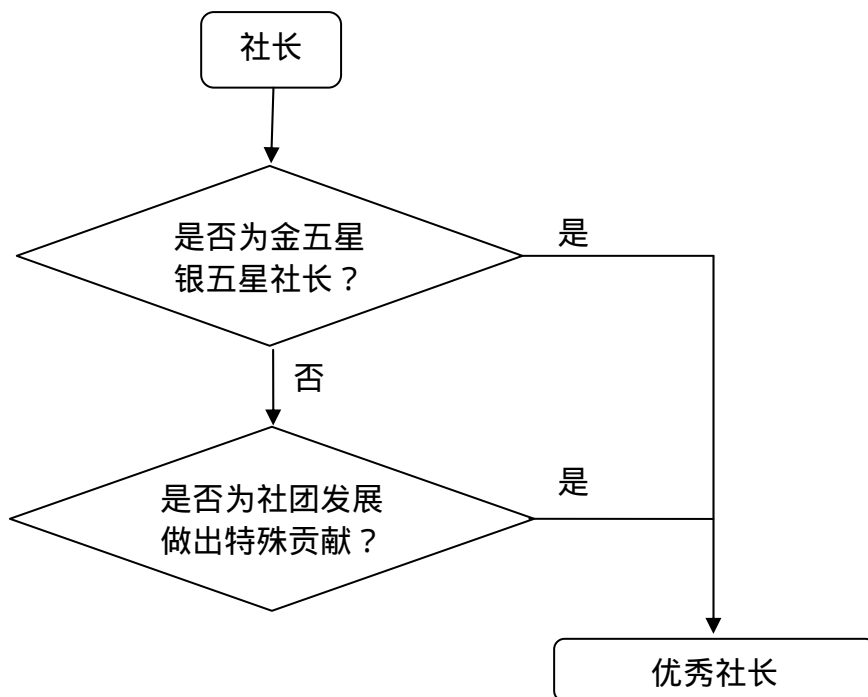 社长
是否为金五星
银五星社长？
是
否
是否为社团发展
做出特殊贡献？
是
优秀社长